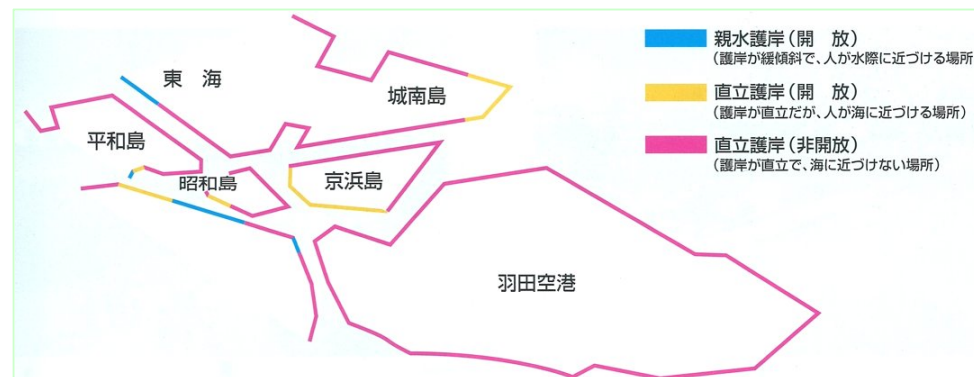 東 海
城南島
平和島
昭和島
京浜島
羽田空港
親水護岸（開　放）
（護岸が緩傾斜で、人が水際に近づける場所
直立護岸（開　放）
（護岸が直立だが、人が海に近づける場所）
直立護岸（非開放）
（護岸が直立で、海に近づけない場所）